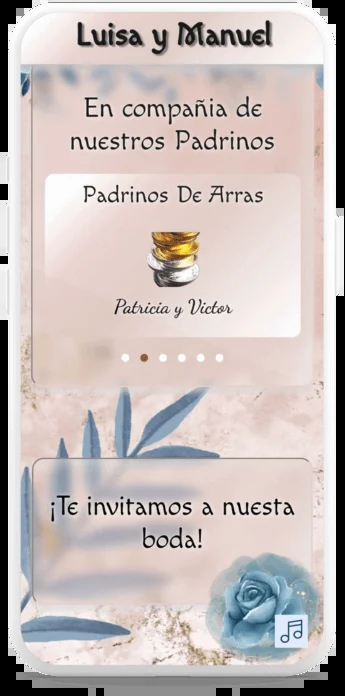 Luisa y Manuel
En compañia de
nuestros Padrinos
Padrinos De Arras
Patricia y Victor
¡Te invitamos a nuesta
boda!